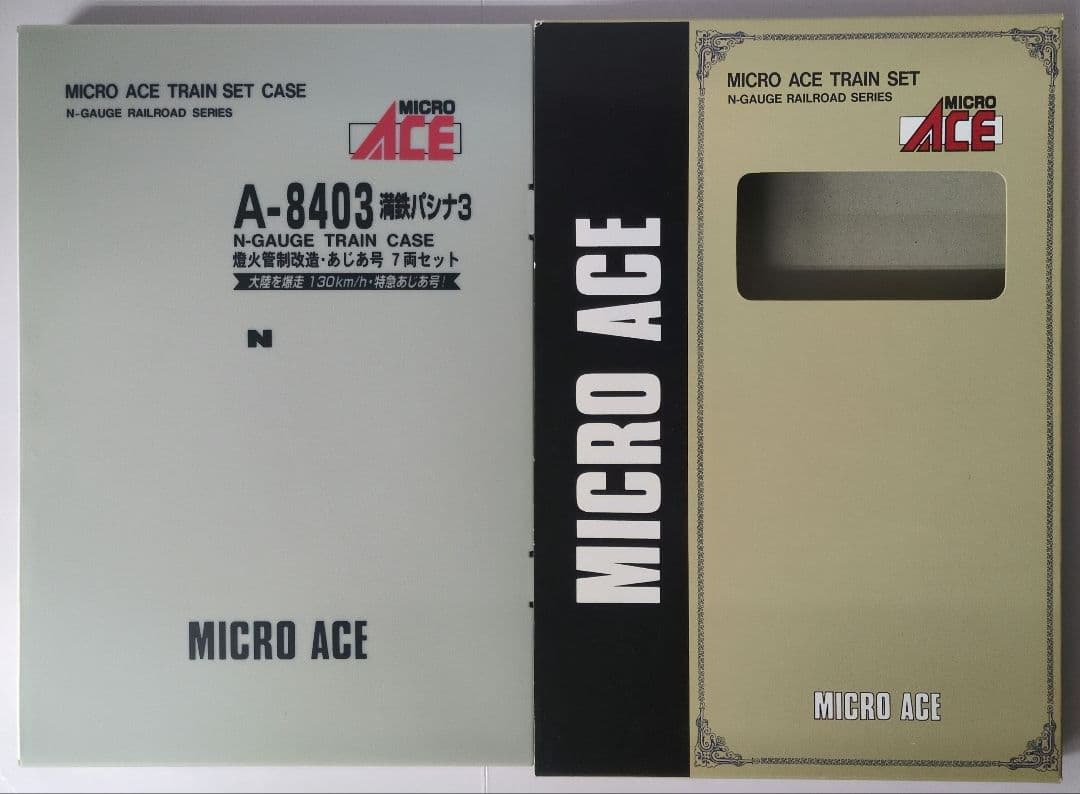 MICRO ACE TRAIN SET CASE
N-GAUGE RAILROAD SERIES
MICRO
ACE
A-8403 満鉄パシナ3
N-GAUGE TRAIN CASE
燈火管制改造・あじあ号 7両セット
大陸を爆走 130km/h・特急あじあ号!
N
MICRO ACE
MICRO ACE
MICRO ACE TRAIN SET
N-GAUGE RAILROAD SERIES
MICRO
ACE
MICRO ACE